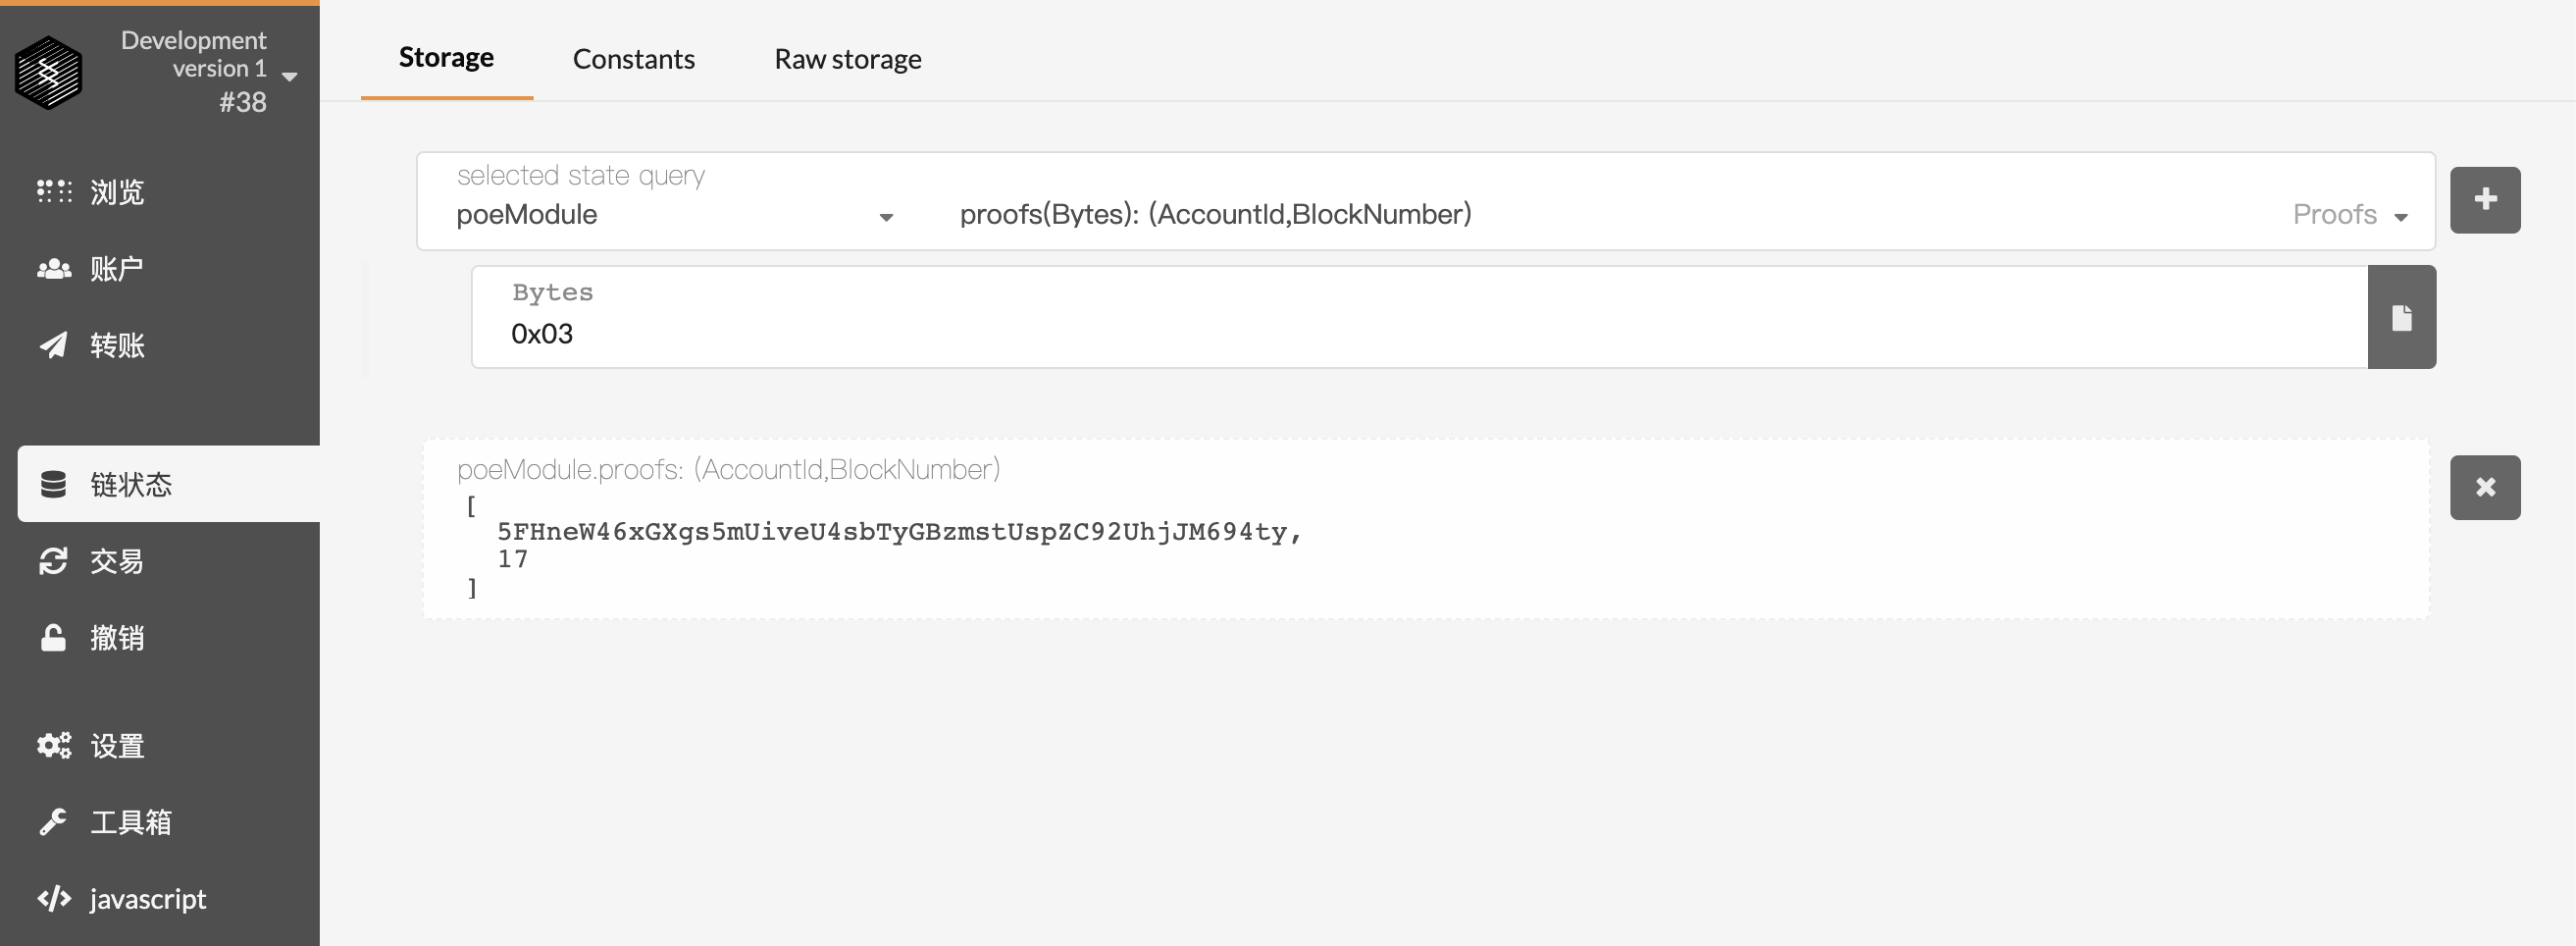 Development
version 1
#38
浏览
账户
转账
链状态
交易
撤销
设置
工具箱
javascript
Storage
Constants
Raw storage
selected state query
poeModule
proofs(Bytes): (AccountId,BlockNumber)
Proofs
Bytes
0x03
poeModule.proofs: (AccountId,BlockNumber)
[
5FHneW46xGXgs5mUiveU4sbTyGBzmstUspZC92UhjJM694ty,
17
]